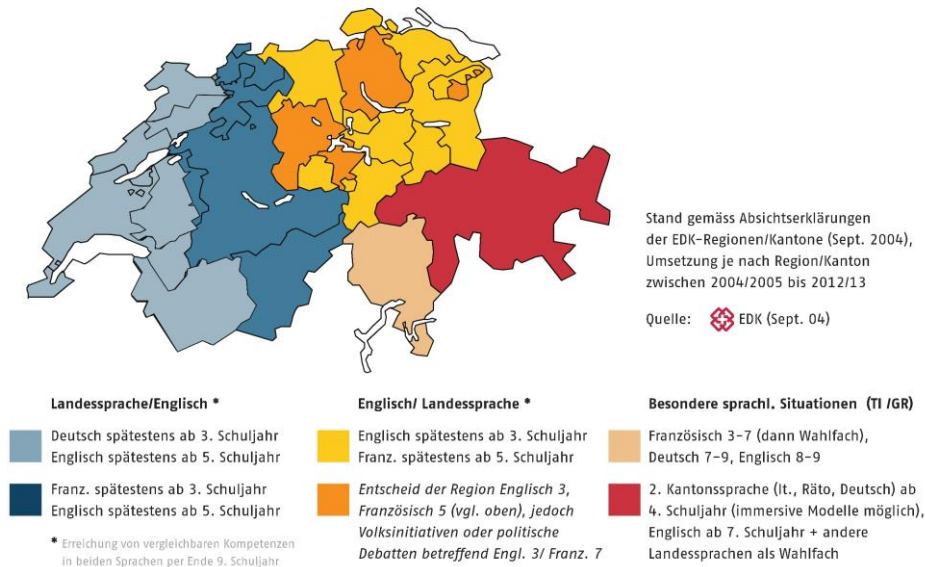 Stand gemäss Absichtserklärungen
der EDK-Regionen/Kantone (Sept. 2004),
Umsetzung je nach Region/Kanton
zwischen 2004/2005 bis 2012/13
Quelle: EDK (Sept. 04)
Landessprache/Englisch *
Deutsch spätestens ab 3. Schuljahr
Englisch spätestens ab 5. Schuljahr
Franz. spätestens ab 3. Schuljahr
Englisch spätestens ab 5. Schuljahr
* Erreichung von vergleichbaren Kompetenzen
in beiden Sprachen per Ende 9. Schuljahr
Englisch/ Landessprache *
Englisch spätestens ab 3. Schuljahr
Franz. spätestens ab 5. Schuljahr
Entscheid der Region Englisch 3,
Französisch 5 (vgl. oben), jedoch
Volksinitiativen oder politische
Debatten betreffend Engl. 3/ Franz. 7
Besondere sprachl. Situationen (TI /GR)
Französisch 3-7 (dann Wahlfach),
Deutsch 7-9, Englisch 8-9
2. Kantonssprache (It., Räto, Deutsch) ab
4. Schuljahr (immersive Modelle möglich),
Englisch ab 7. Schuljahr + andere
Landessprachen als Wahlfach